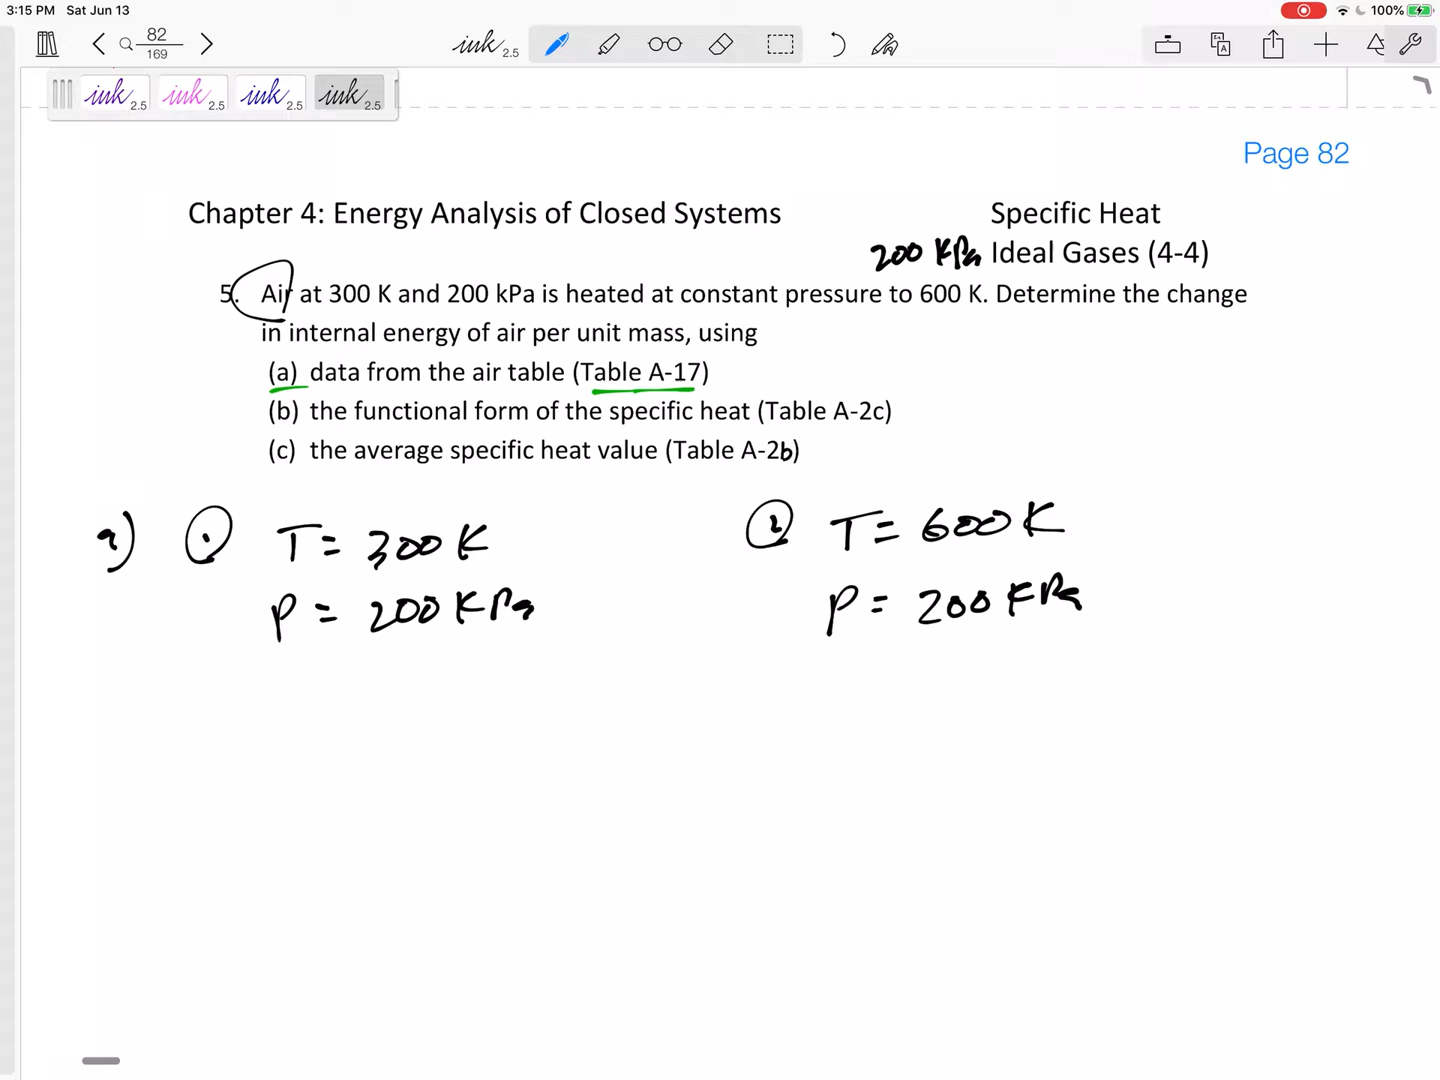 3:15 PM Sat Jun 13
100%
82
169
ink 2.5
ink 2.5 ink 2.5 ink 2.5 ink 2.5
Page 82
Chapter 4: Energy Analysis of Closed Systems Specific Heat
200 KPa Ideal Gases (4-4)
5. Air at 300 K and 200 kPa is heated at constant pressure to 600 K. Determine the change
in internal energy of air per unit mass, using
(a) data from the air table (Table A-17)
(b) the functional form of the specific heat (Table A-2c)
(c) the average specific heat value (Table A-2b)
a) 1 T = 300 K 2 T = 600 K
P = 200 KPa P = 200 KPa